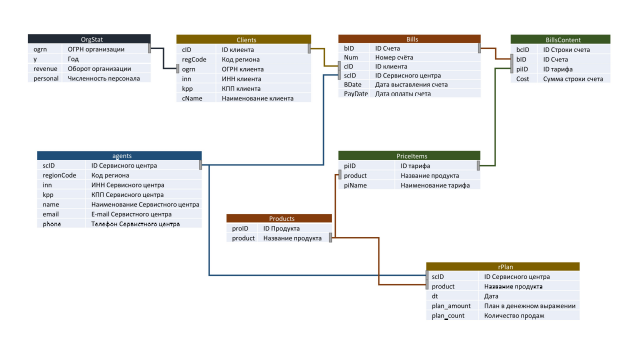 OrgStat
ogrn ОГРН организации
y Год
revenue Оборот организации
personal Численность персонала
Clients
cID ID клиента
regCode Код региона
ogrn ОГРН клиента
inn ИНН клиента
kpp КПП клиента
cName Наименование клиента
Bills
bID ID Счета
Num Номер счёта
cID ID клиента
scID ID Сервисного центра
BDate Дата выставления счета
PayDate Дата оплаты счета
BillsContent
bcID ID Строки счета
bID ID Счета
piID ID тарифа
Cost Сумма строки счета
agents
scID ID Сервисного центра
regionCode Код региона
inn ИНН Сервисного центра
kpp КПП Сервисного центра
name Наименование Сервистного центра
email E-mail Сервистного центра
phone Телефон Сервистного центра
PriceItems
piID ID тарифа
product Название продукта
piName Наименование тарифа
Products
proID ID Продукта
product Название продукта
rPlan
scID ID Сервисного центра
product Название продукта
dt Дата
plan_amount План в денежном выражении
plan_count Количество продаж